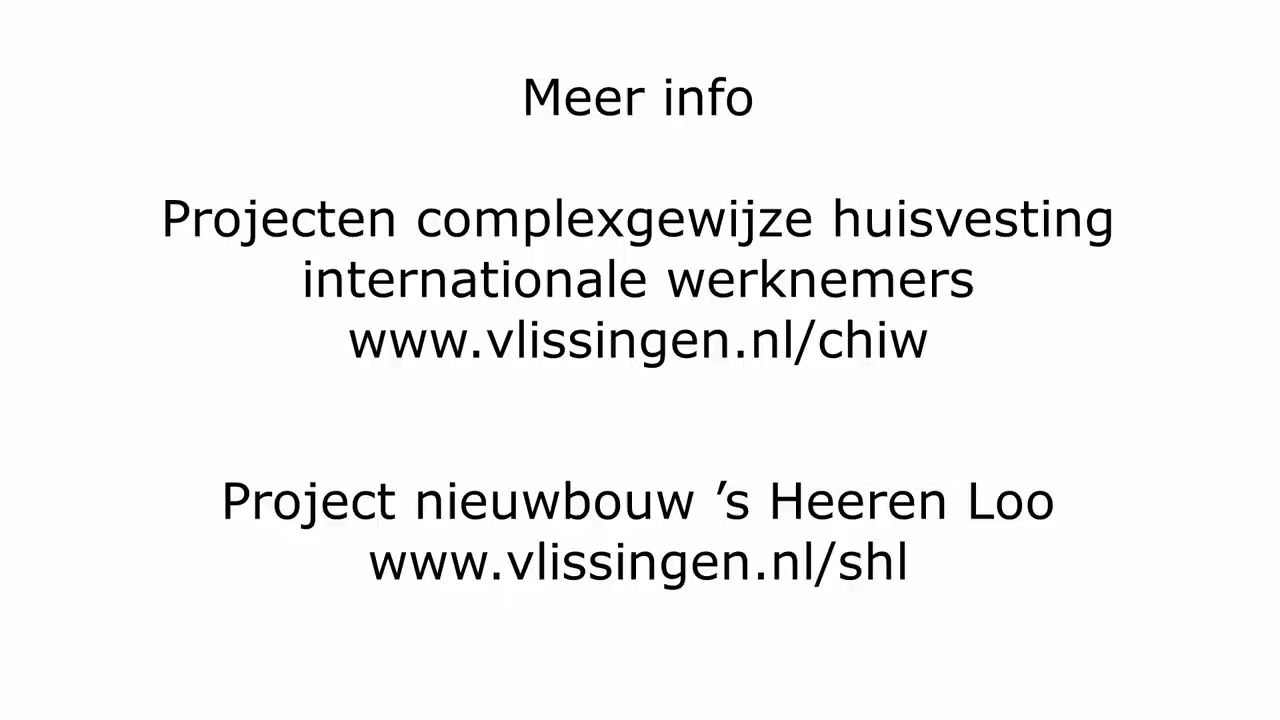 Meer info
Projecten complexgewijze huisvesting
internationale werknemers
www.vlissingen.nl/chiw
Project nieuwbouw ’s Heeren Loo
www.vlissingen.nl/shl